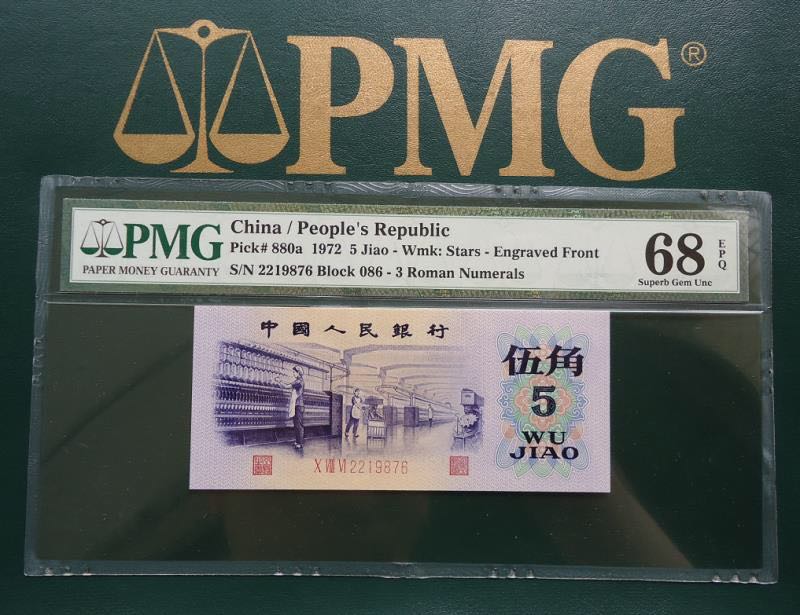 PMG®
PMG
PAPER MONEY GUARANTY
China / People's Republic
Pick# 880a 1972 5 Jiao - Wmk: Stars - Engraved Front
S/N 2219876 Block 086 - 3 Roman Numerals
68
EPQ
Superb Gem Unc
中國人民銀行
伍角
5
WU
JIAO
X VIII VI 2219876